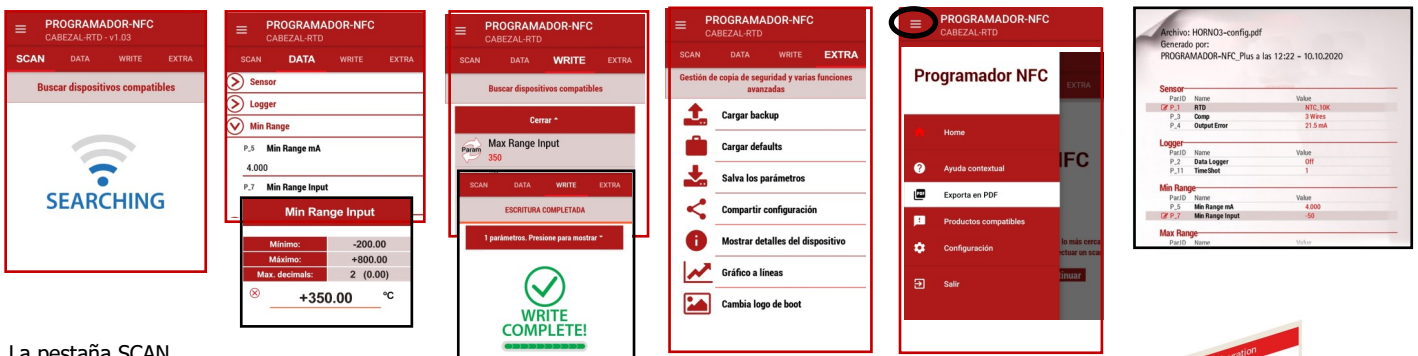 PROGRAMADOR-NFC
CABEZAL-RTD - v1.03
SCAN DATA WRITE EXTRA
Buscar dispositivos compatibles
SEARCHING
La pestaña SCAN
PROGRAMADOR-NFC
CABEZAL-RTD
SCAN DATA WRITE EXTRA
Sensor
Logger
Min Range
P_5 Min Range mA
4.000
P_7 Min Range Input
Min Range Input
Mínimo: -200.00
Máximo: +800.00
Max. decimals: 2 (0.00)
+350.00 ºC
PROGRAMADOR-NFC
CABEZAL-RTD
SCAN DATA WRITE EXTRA
Buscar dispositivos compatibles
Cerrar
Param Max Range Input
350
SCAN DATA WRITE EXTRA
ESCRITURA COMPLETADA
1 parámetros. Presione para mostrar
WRITE
COMPLETE!
PROGRAMADOR-NFC
CABEZAL-RTD
SCAN DATA WRITE EXTRA
Gestión de copia de seguridad y varias funciones
avanzadas
Cargar backup
Cargar defaults
Salva los parámetros
Compartir configuración
Mostrar detalles del dispositivo
Gráfico a líneas
Cambia logo de boot
PROGRAMADOR-NFC
CABEZAL-RTD
Programador NFC
EXTRA
Home
Ayuda contextual
PDF Exporta en PDF
Productos compatibles
Configuración
Salir
Archivo: HORNO3-config.pdf
Generado por:
PROGRAMADOR-NFC_Plus a las 12:22 - 10.10.2020
Sensor
Par.ID Name Value
P_1 RTD NTC_10K
P_3 Comp 3 Wires
P_4 Output Error 21.5 mA
Logger
Par.ID Name Value
P_2 Data Logger Off
P_11 TimeShot 1
Min Range
Par.ID Name Value
P_5 Min Range mA 4.000
P_7 Min Range Input -50
Max Range
Par.ID Name Value